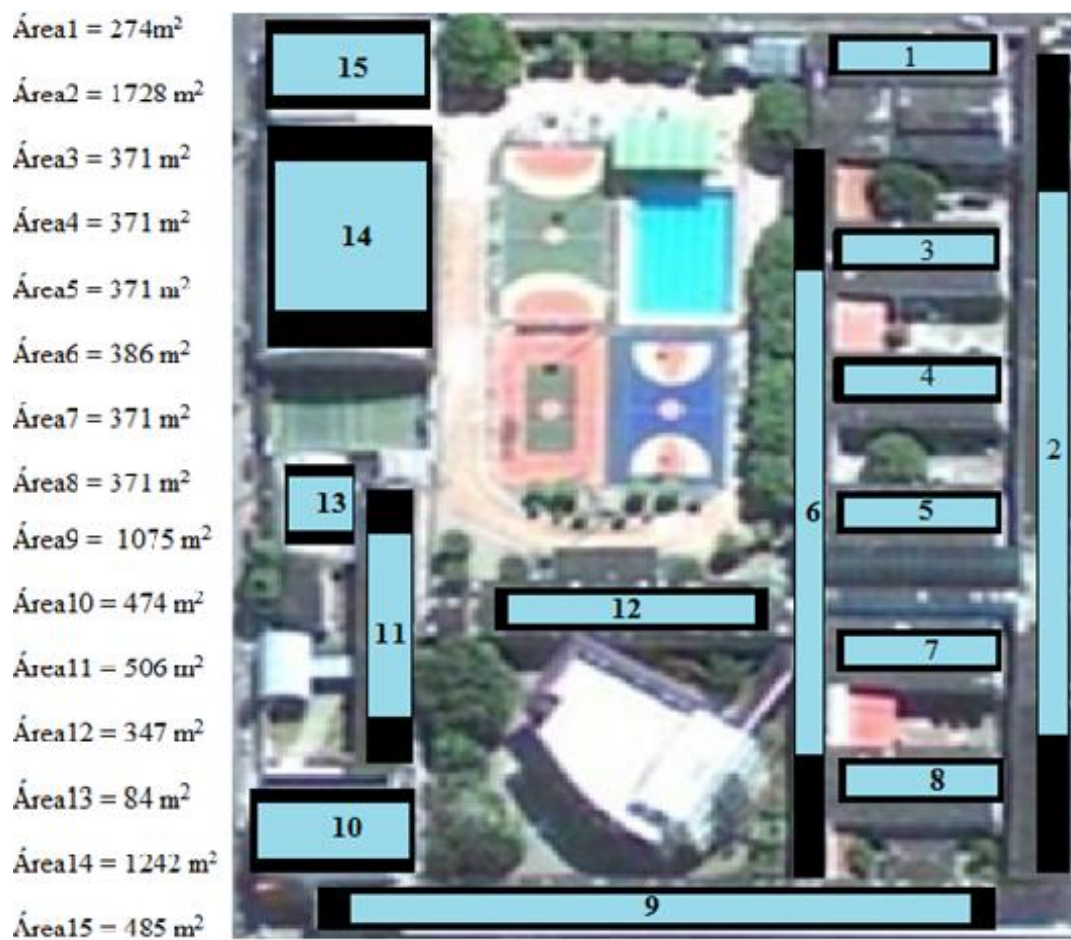 Área1 = 274m²
Área2 = 1728 m²
Área3 = 371 m²
Área4 = 371 m²
Área5 = 371 m²
Área6 = 386 m²
Área7 = 371 m²
Área8 = 371 m²
Área9 = 1075 m²
Área10 = 474 m²
Área11 = 506 m²
Área12 = 347 m²
Área13 = 84 m²
Área14 = 1242 m²
Área15 = 485 m²
15
1
14
3
4
2
13
6
5
12
11
7
8
10
9